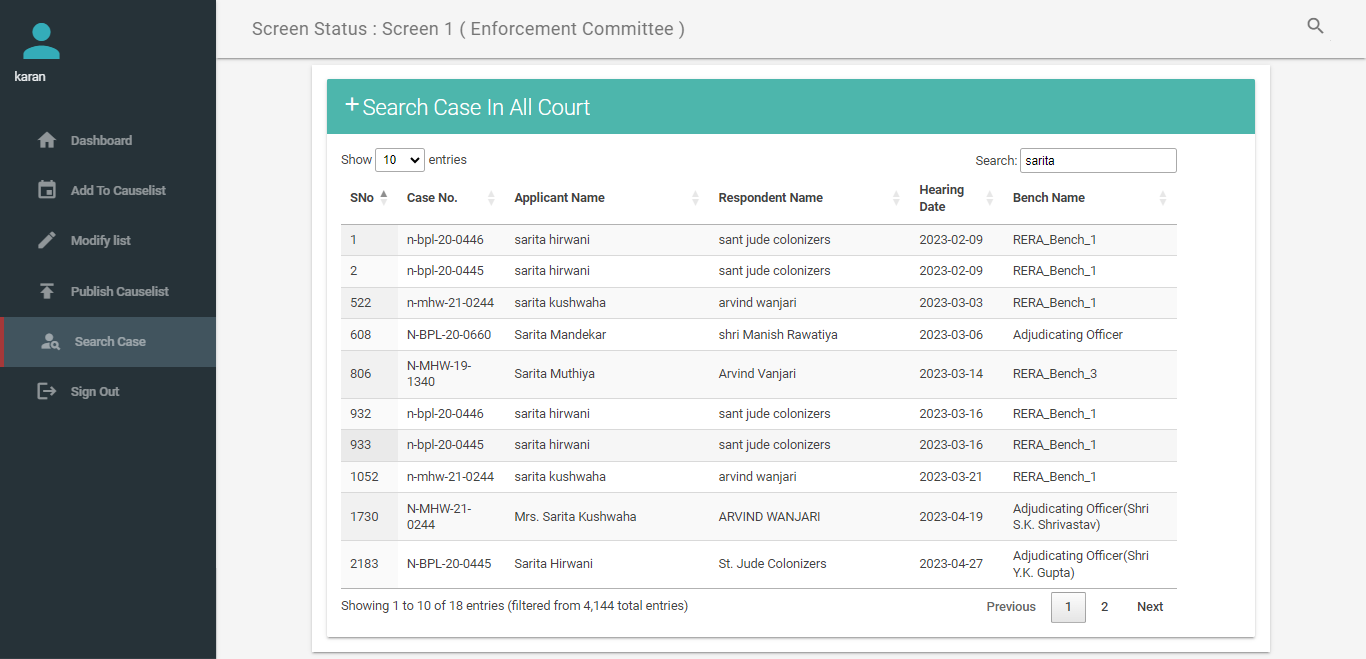 karan
Dashboard
Add To Causelist
Modify list
Publish Causelist
Search Case
Sign Out
Screen Status : Screen 1 ( Enforcement Committee )
+Search Case In All Court
Show 10 entries Search: sarita
SNo Case No. Applicant Name Respondent Name Hearing Date Bench Name
1 n-bpl-20-0446 sarita hirwani sant jude colonizers 2023-02-09 RERA_Bench_1
2 n-bpl-20-0445 sarita hirwani sant jude colonizers 2023-02-09 RERA_Bench_1
522 n-mhw-21-0244 sarita kushwaha arvind wanjari 2023-03-03 RERA_Bench_1
608 N-BPL-20-0660 Sarita Mandekar shri Manish Rawatiya 2023-03-06 Adjudicating Officer
806 N-MHW-19-1340 Sarita Muthiya Arvind Vanjari 2023-03-14 RERA_Bench_3
932 n-bpl-20-0446 sarita hirwani sant jude colonizers 2023-03-16 RERA_Bench_1
933 n-bpl-20-0445 sarita hirwani sant jude colonizers 2023-03-16 RERA_Bench_1
1052 n-mhw-21-0244 sarita kushwaha arvind wanjari 2023-03-21 RERA_Bench_1
1730 N-MHW-21-0244 Mrs. Sarita Kushwaha ARVIND WANJARI 2023-04-19 Adjudicating Officer(Shri S.K. Shrivastav)
2183 N-BPL-20-0445 Sarita Hirwani St. Jude Colonizers 2023-04-27 Adjudicating Officer(Shri Y.K. Gupta)
Showing 1 to 10 of 18 entries (filtered from 4,144 total entries) Previous 1 2 Next